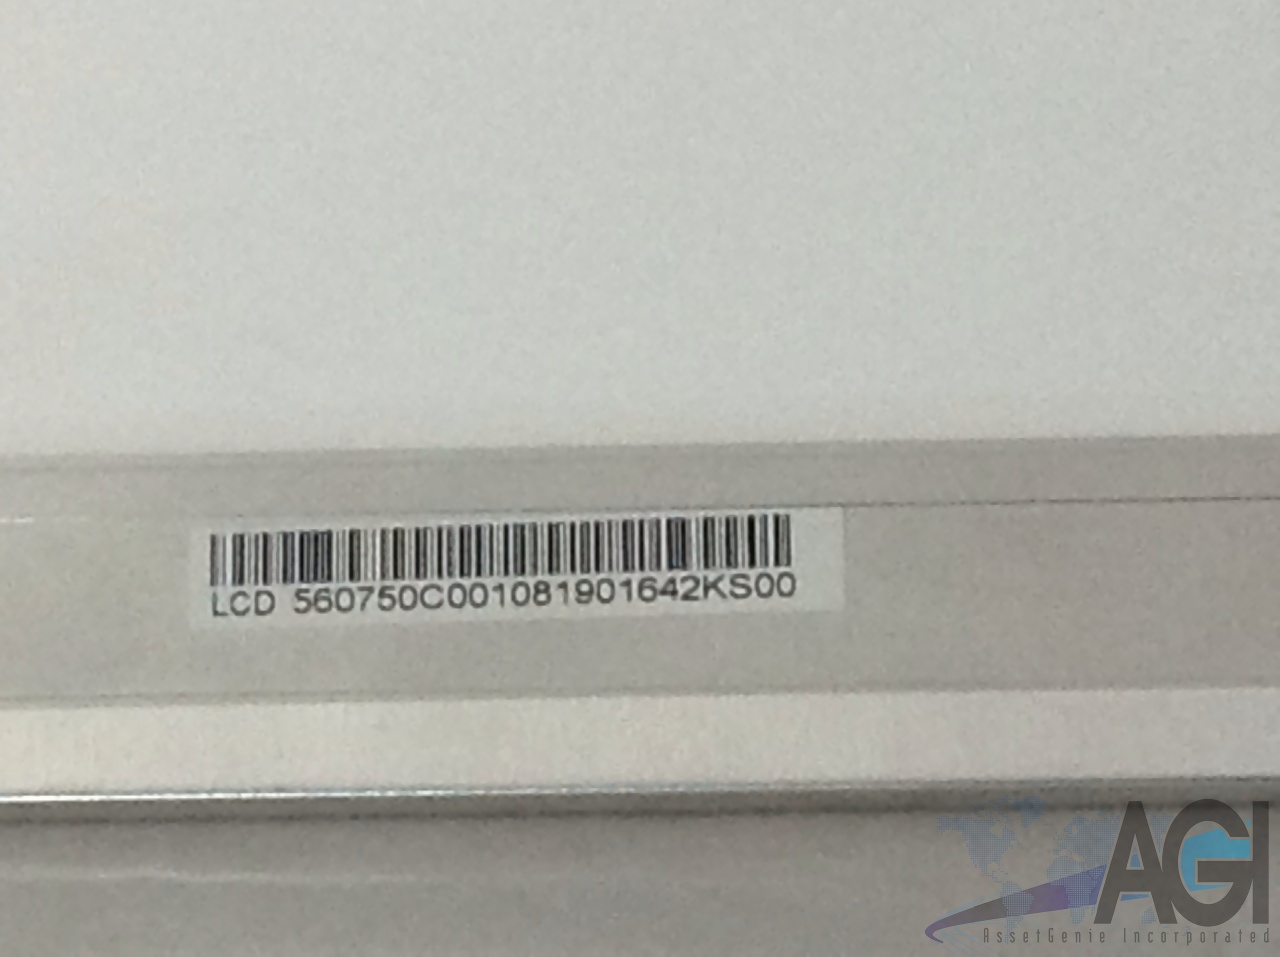 LCD 560750C001081901642KS00
AGI
AssetGenie Incorporated